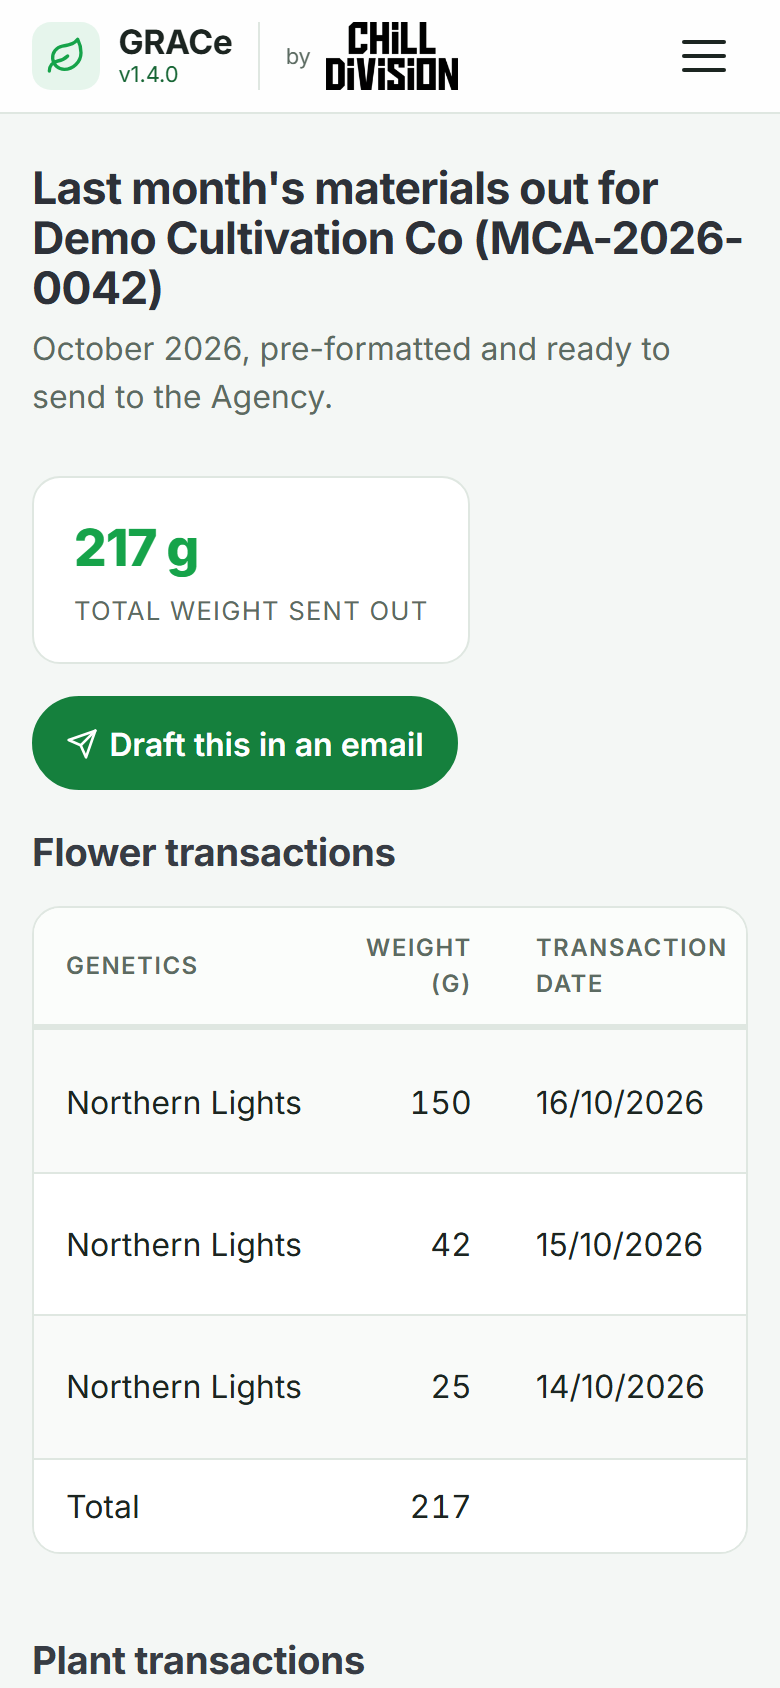 GRACe
v1.4.0
by
CHiLL
DiViSiON
Last month's materials out for
Demo Cultivation Co (MCA-2026-
0042)
October 2026, pre-formatted and ready to
send to the Agency.
217 g
TOTAL WEIGHT SENT OUT
Draft this in an email
Flower transactions
GENETICS WEIGHT (G) TRANSACTION DATE
Northern Lights 150 16/10/2026
Northern Lights 42 15/10/2026
Northern Lights 25 14/10/2026
Total 217
Plant transactions